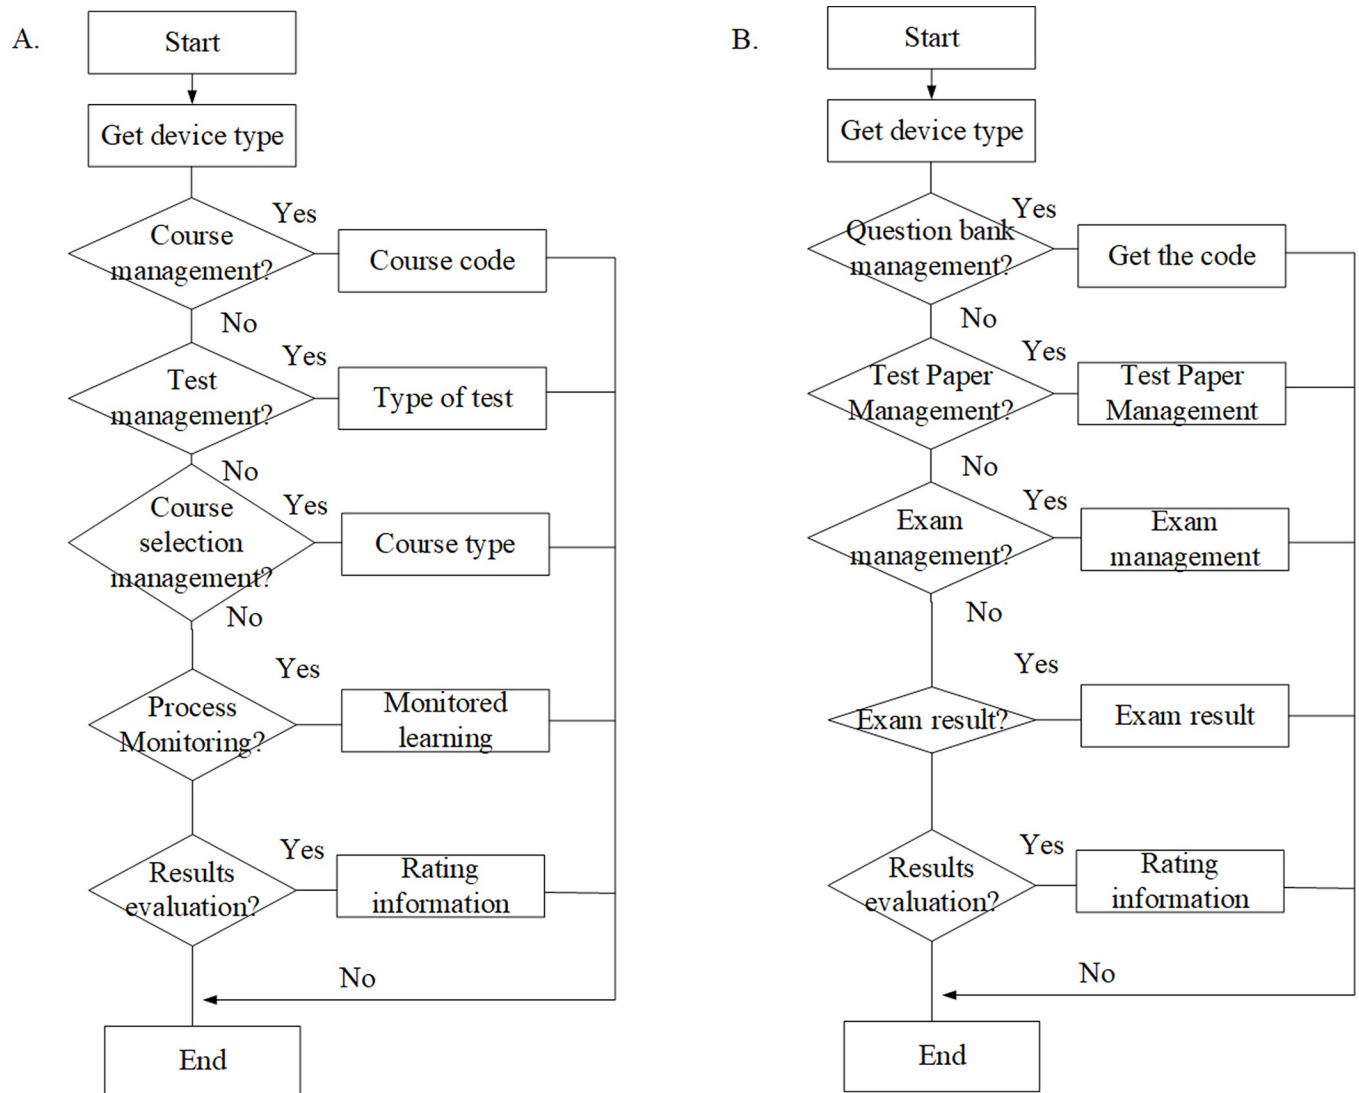 A.
Start
Get device type
Yes
Course
management?
Course code
No
Yes
Test
management?
Type of test
No
Yes
Course
selection
management?
Course type
No
Yes
Process
Monitoring?
Monitored
learning
Yes
Results
evaluation?
Rating
information
No
End
B.
Start
Get device type
Yes
Question bank
management?
Get the code
No
Yes
Test Paper
Management?
Test Paper
Management
No
Yes
Exam
management?
Exam
management
No
Yes
Exam result?
Exam result
Yes
Results
evaluation?
Rating
information
No
End